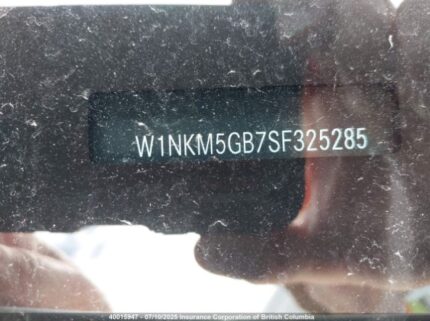 W1NKM5GB7SF325285
40015947 - 07/10/2025 Insurance Corporation of British Columbia